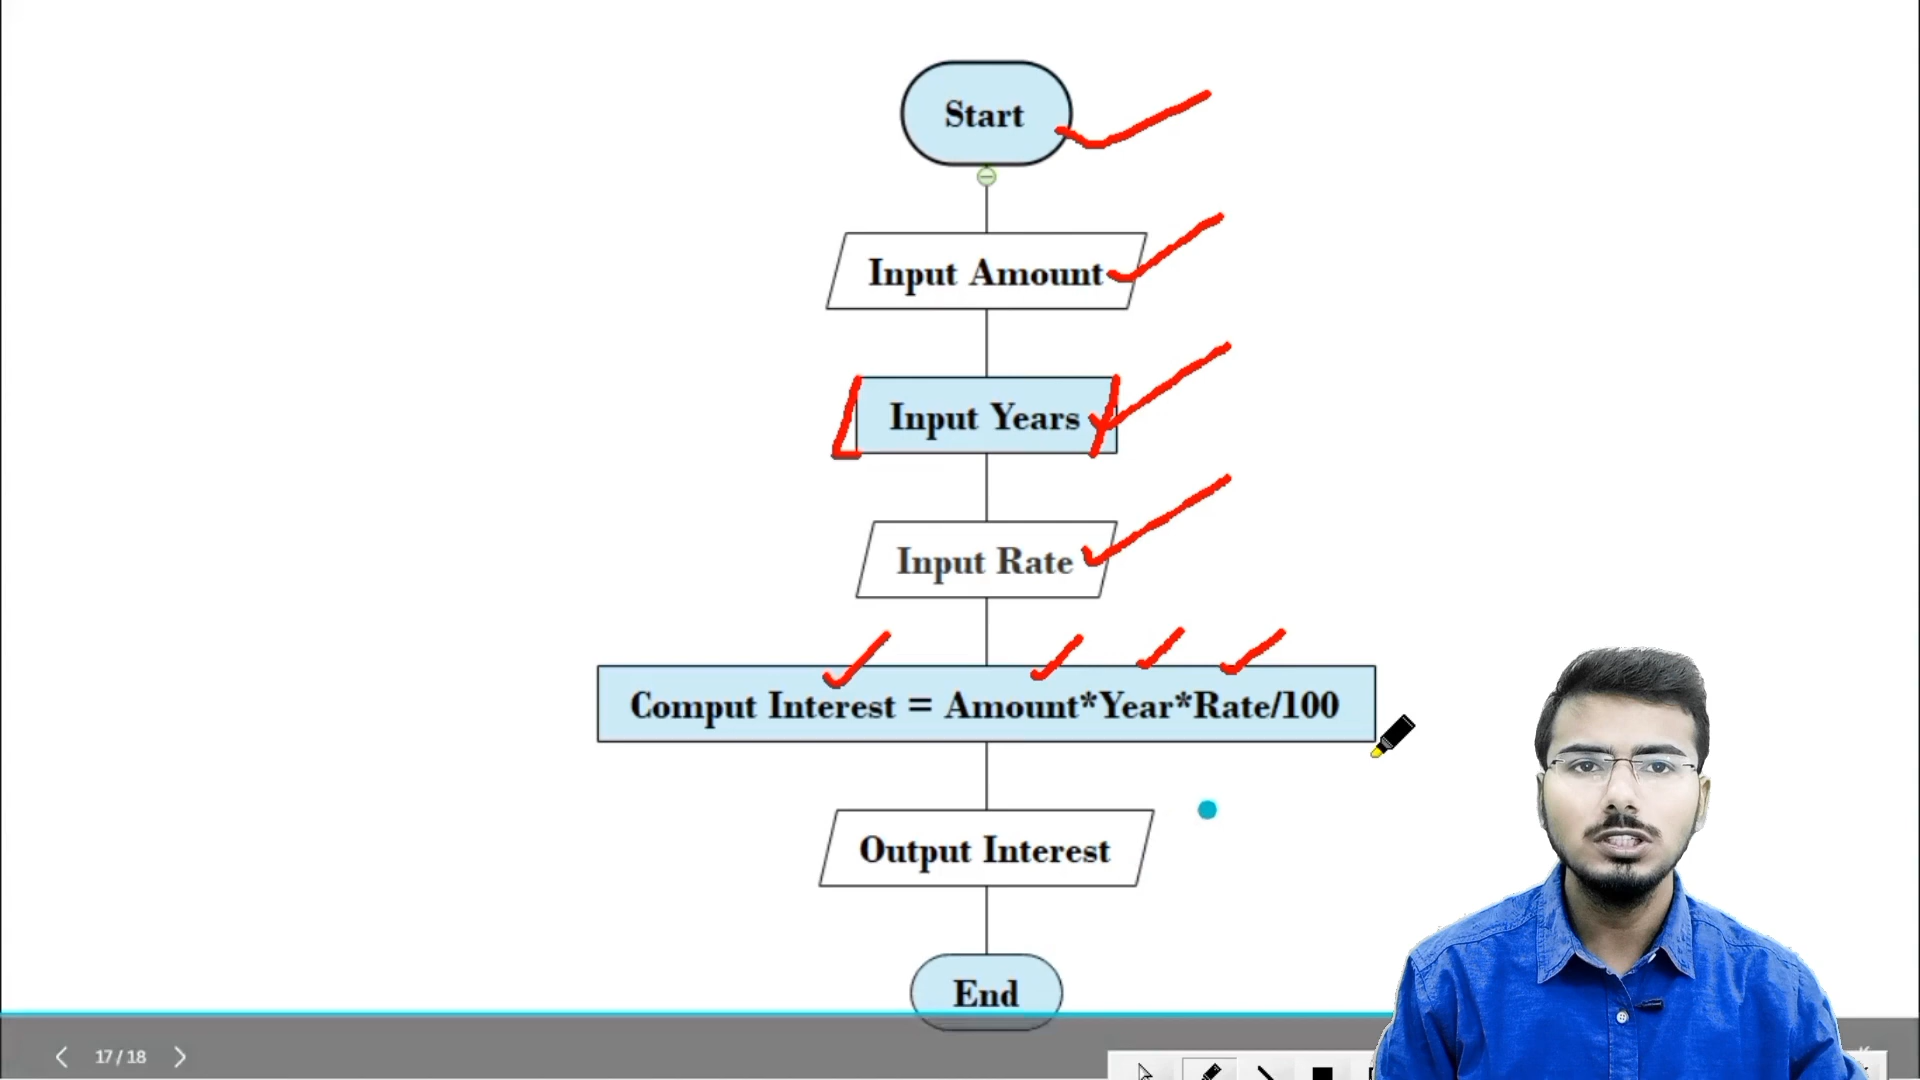 Start
Input Amount
Input Years
Input Rate
Comput Interest = Amount*Year*Rate/100
Output Interest
End
17 / 18